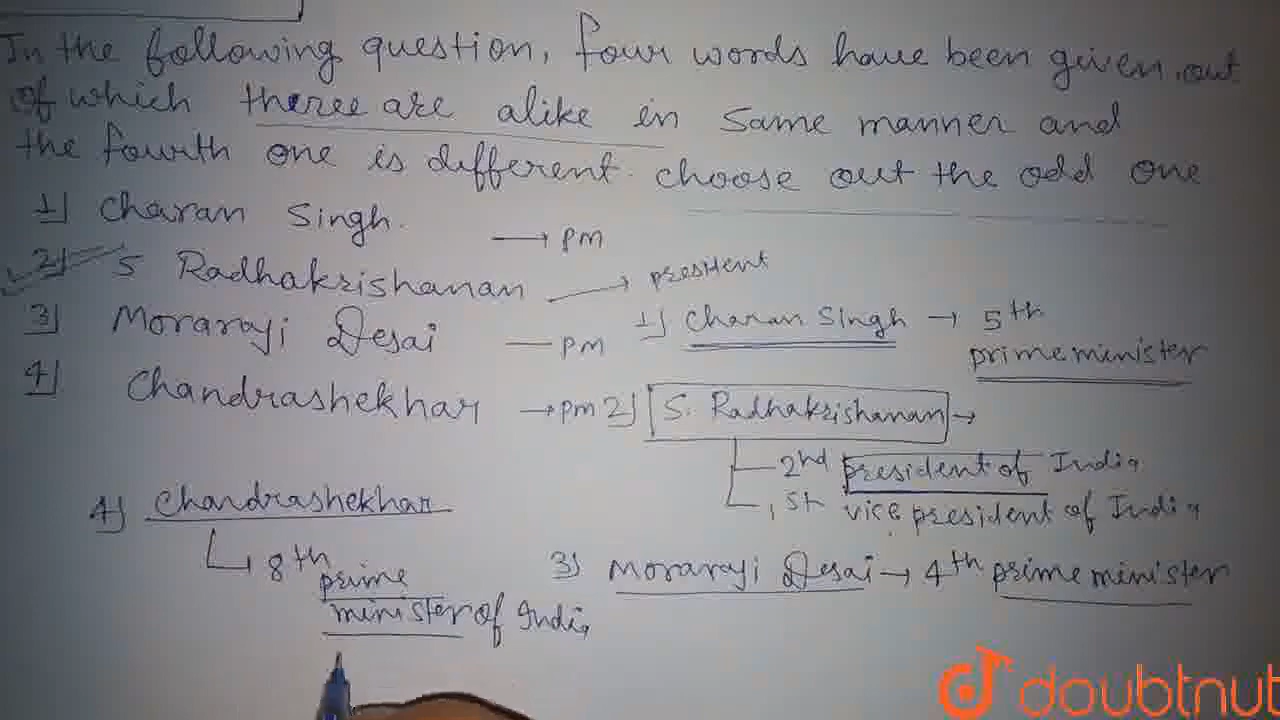 In the following question, four words have been given. out
of which theree are alike in same manner and
the fourth one is different. choose out the odd one
1) Charan Singh. → PM
2) S Radhakrishanan → president
3) Moraraji Desai — PM
4) Chandrashekhar → PM
1) Charan Singh → 5th
prime minister
2) S. Radhakrishanan →
2nd president of India
1st vice president of India
4) Chandrashekhar
8th
prime
minister of India
3) Moraraji Desai → 4th prime minister
doubtnut